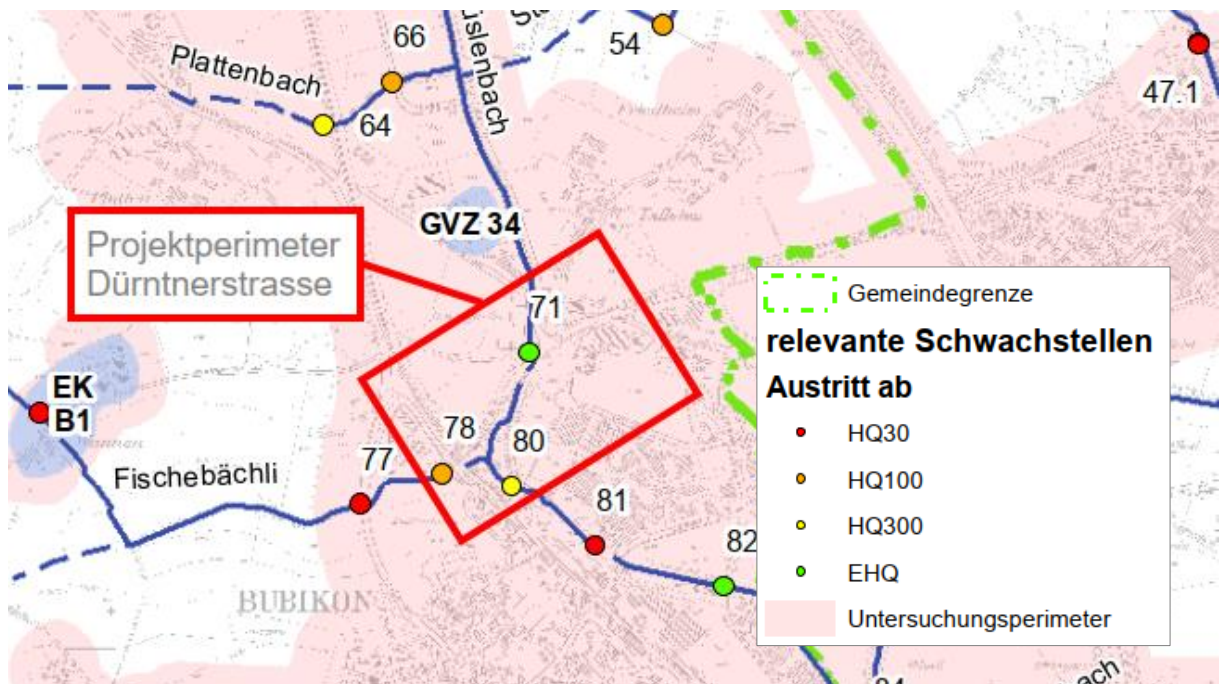 66
54
Plattenbach
64
47.1
GVZ 34
Projektperimeter
Dürntnerstrasse
71
Gemeindegrenze
relevante Schwachstellen
Austritt ab
HQ30
HQ100
HQ300
EHQ
Untersuchungsperimeter
EK
B1
78
80
77
Fischebächli
81
82
BUBIKON